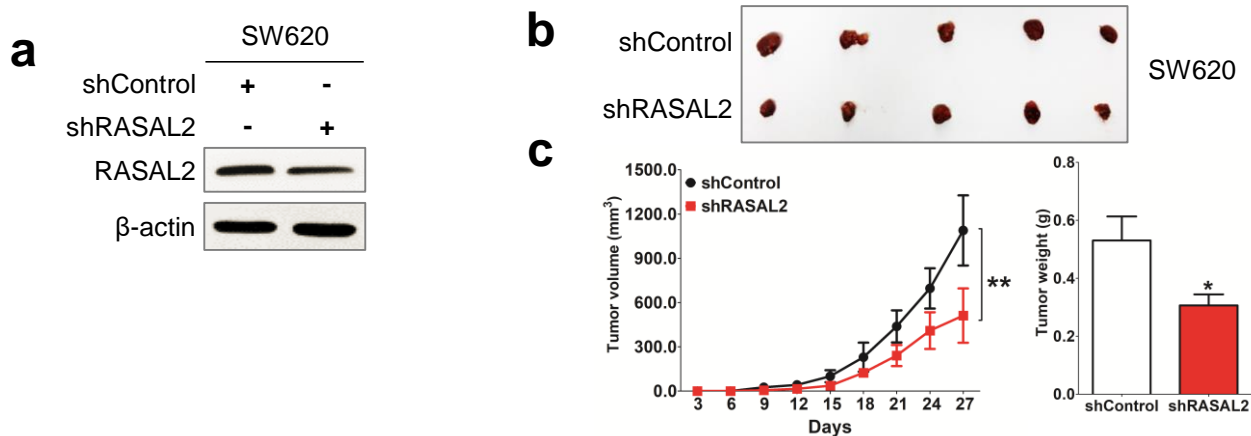 a
SW620
shControl + -
shRASAL2 - +
RASAL2
β-actin
b
shControl
shRASAL2
SW620
c
1500.0
1200.0
900.0
600.0
300.0
0.0
Tumor volume (mm³)
shControl
shRASAL2
**
3 6 9 12 15 18 21 24 27
Days
0.8
0.6
0.4
0.2
0.0
Tumor weight (g)
*
shControl shRASAL2